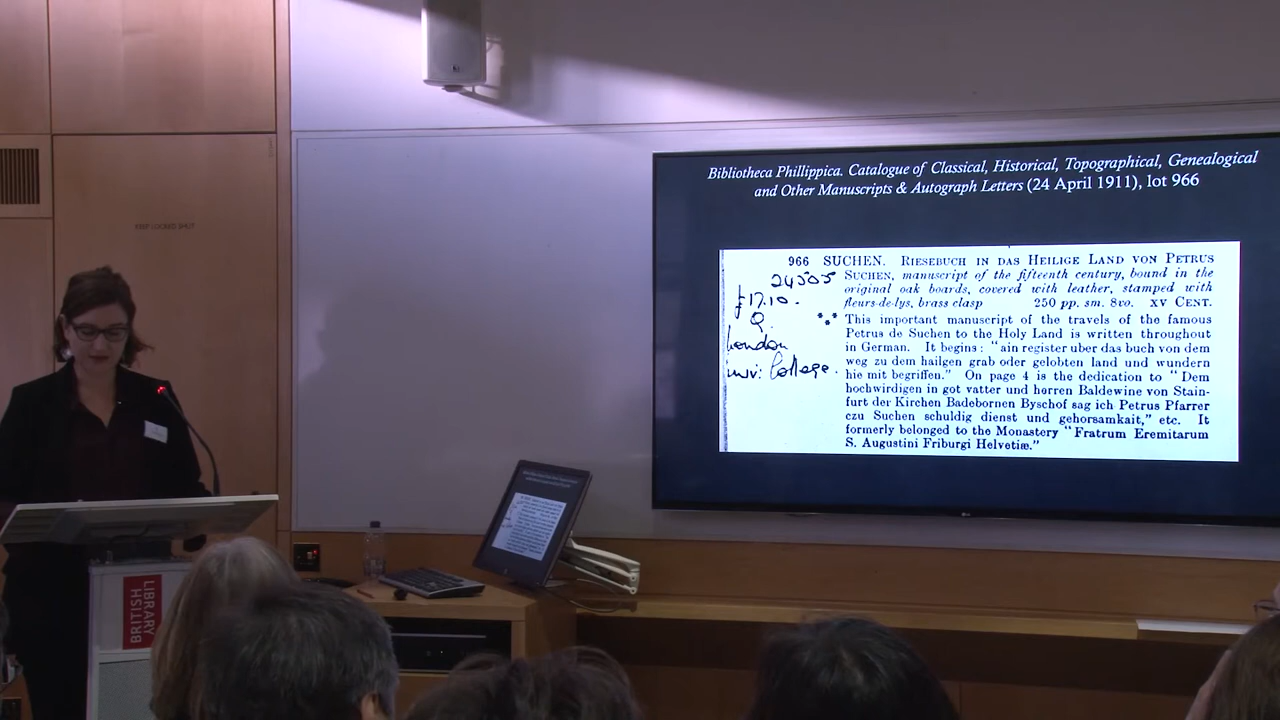 Bibliotheca Phillippica. Catalogue of Classical, Historical, Topographical, Genealogical
and Other Manuscripts & Autograph Letters (24 April 1911), lot 966
966 SUCHEN. RIESEBUCH IN DAS HEILIGE LAND VON PETRUS
SUCHEN, manuscript of the fifteenth century, bound in the
original oak boards, covered with leather, stamped with
fleurs-de-lys, brass clasp 250 pp. sm. 8vo. XV CENT.
*** This important manuscript of the travels of the famous
Petrus de Suchen to the Holy Land is written throughout
in German. It begins: "ain register uber das buch von dem
weg zu dem hailgen grab oder gelobten land und wundern
hie mit begriffen." On page 4 is the dedication to "Dem
hochwirdigen in got vatter und herren Baldewine von Stain-
furt der Kirchen Badebornen Byschof sag ich Petrus Pfarrer
czu Suchen schuldig dienst und gehorsamkait," etc. It
formerly belonged to the Monastery "Fratrum Eremitarum
S. Augustini Friburgi Helvetiæ."
24505
£17.10.
Q
London
univ: College.
LIBRARY
BRITISH
LG